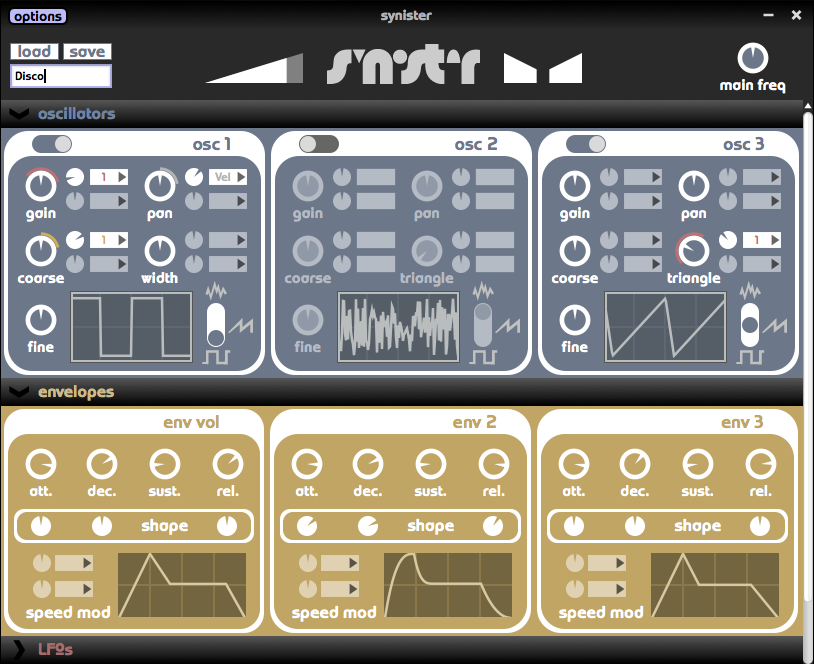 options
synister
load save
Disco
synistər
main freq
oscillators
osc 1
osc 2
osc 3
1
Vel
gain
pan
gain
pan
gain
pan
1
1
coarse
width
coarse
triangle
coarse
triangle
fine
fine
fine
envelopes
env vol
env 2
env 3
att. dec. sust. rel.
att. dec. sust. rel.
att. dec. sust. rel.
shape
shape
shape
speed mod
speed mod
speed mod
LFOs